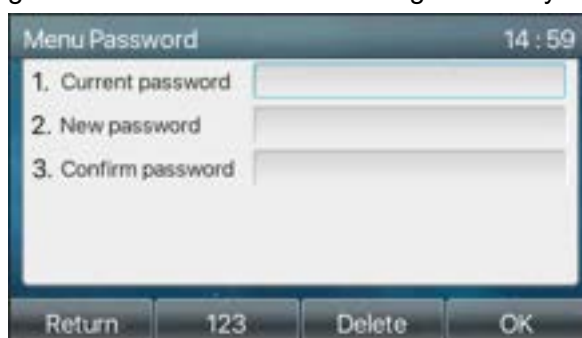 Menu Password 14 : 59
1. Current password
2. New password
3. Confirm password
Return 123 Delete OK